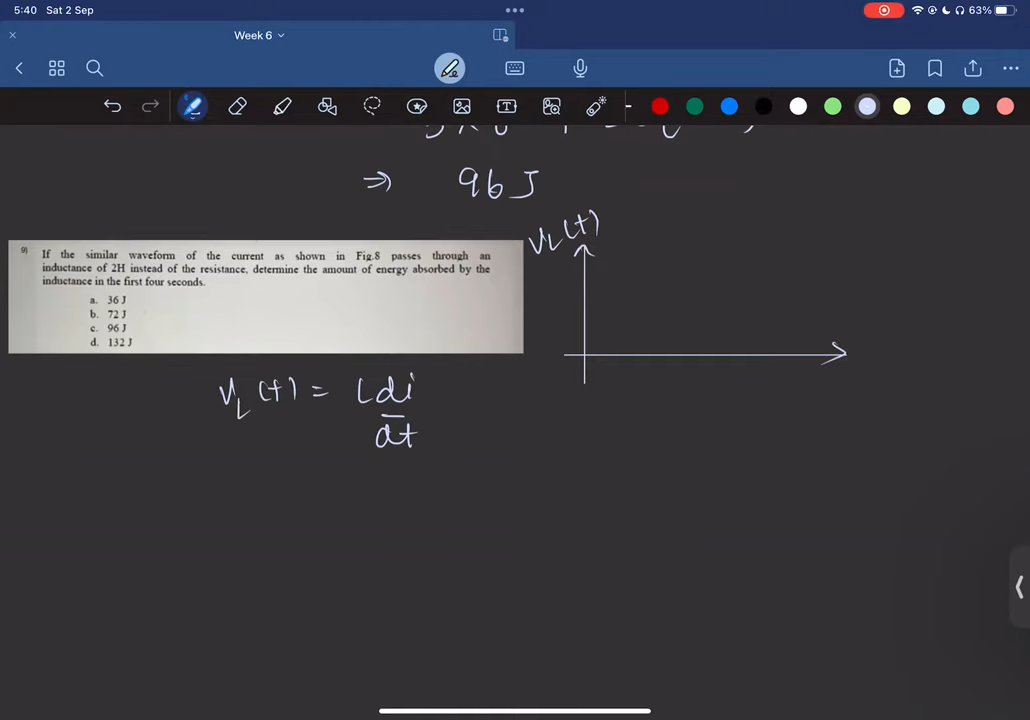 5:40 Sat 2 Sep
63%
Week 6
⇒ 96 J
9) If the similar waveform of the current as shown in Fig.8 passes through an
inductance of 2H instead of the resistance, determine the amount of energy absorbed by the
inductance in the first four seconds.
a. 36 J
b. 72 J
c. 96 J
d. 132 J
VL(t)
VL(t) = L di
dt